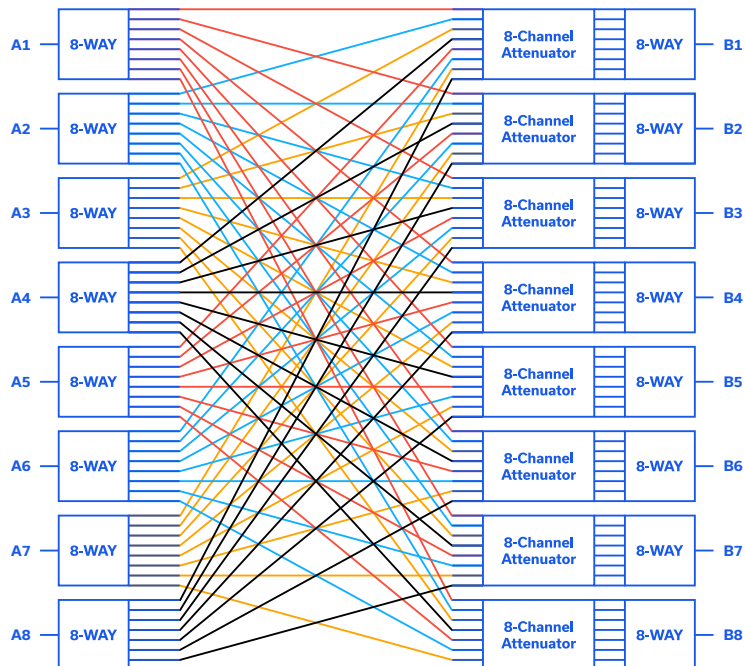 A1 8-WAY 8-Channel Attenuator 8-WAY B1
A2 8-WAY 8-Channel Attenuator 8-WAY B2
A3 8-WAY 8-Channel Attenuator 8-WAY B3
A4 8-WAY 8-Channel Attenuator 8-WAY B4
A5 8-WAY 8-Channel Attenuator 8-WAY B5
A6 8-WAY 8-Channel Attenuator 8-WAY B6
A7 8-WAY 8-Channel Attenuator 8-WAY B7
A8 8-WAY 8-Channel Attenuator 8-WAY B8